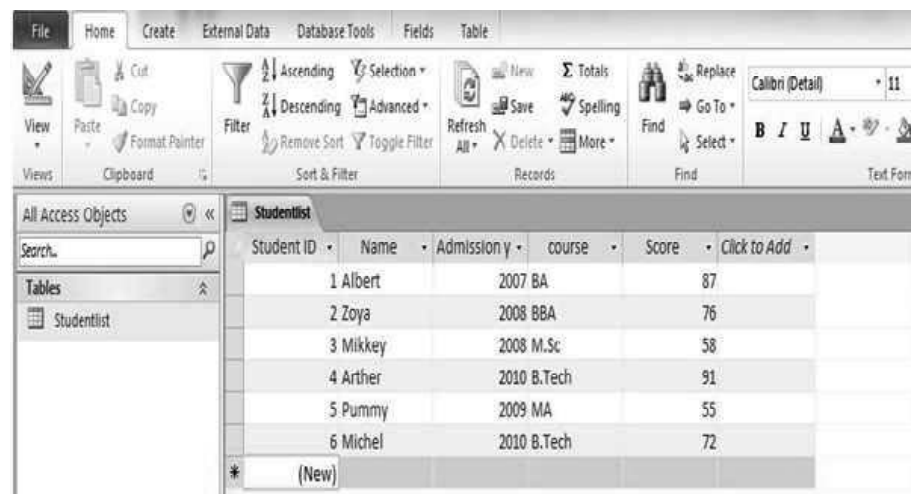 File Home Create External Data Database Tools Fields Table
View
Views
Paste
Cut
Copy
Format Painter
Clipboard
Filter
Ascending
Descending
Remove Sort
Selection
Advanced
Toggle Filter
Sort & Filter
Refresh All
New
Save
Delete
Totals
Spelling
More
Records
Find
Replace
Go To
Select
Find
Calibri (Detail) 11
B I U A
Text Form
All Access Objects
Search..
Tables
Studentlist
Studentlist
Student ID Name Admission y course Score Click to Add
1 Albert 2007 BA 87
2 Zoya 2008 BBA 76
3 Mikkey 2008 M.Sc 58
4 Arther 2010 B.Tech 91
5 Pummy 2009 MA 55
6 Michel 2010 B.Tech 72
* (New)